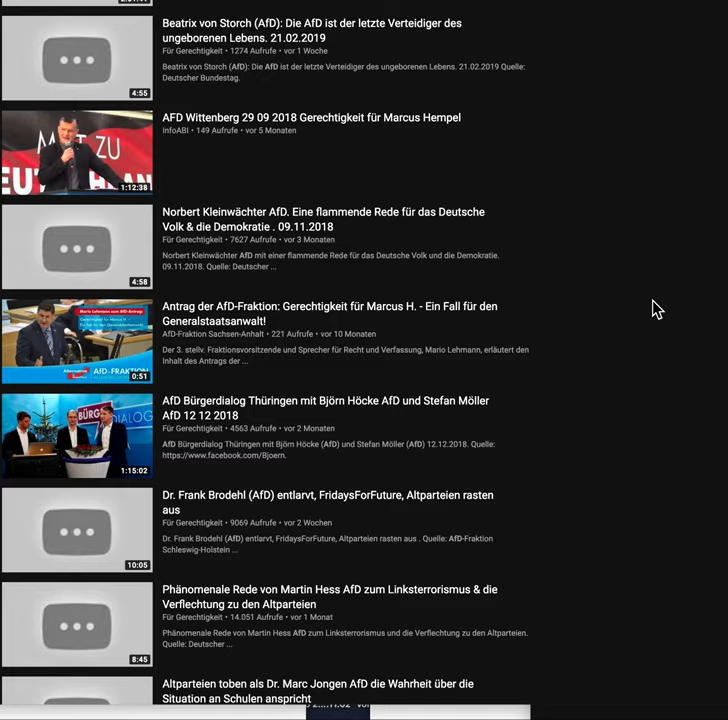 Beatrix von Storch (AfD): Die AfD ist der letzte Verteidiger des
ungeborenen Lebens. 21.02.2019
Für Gerechtigkeit • 1274 Aufrufe • vor 1 Woche
Beatrix von Storch (AfD): Die AfD ist der letzte Verteidiger des ungeborenen Lebens. 21.02.2019 Quelle:
Deutscher Bundestag.
4:55
AFD Wittenberg 29 09 2018 Gerechtigkeit für Marcus Hempel
InfoABI • 149 Aufrufe • vor 5 Monaten
1:12:38
Norbert Kleinwächter AfD. Eine flammende Rede für das Deutsche
Volk & die Demokratie . 09.11.2018
Für Gerechtigkeit • 7627 Aufrufe • vor 3 Monaten
Norbert Kleinwächter AfD mit einer flammende Rede für das Deutsche Volk und die Demokratie.
09.11.2018. Quelle: Deutscher ...
4:58
Antrag der AfD-Fraktion: Gerechtigkeit für Marcus H. - Ein Fall für den
Generalstaatsanwalt!
AfD-Fraktion Sachsen-Anhalt • 221 Aufrufe • vor 10 Monaten
Der 3. stellv. Fraktionsvorsitzende und Sprecher für Recht und Verfassung, Mario Lehmann, erläutert den
Inhalt des Antrags der ...
Mario Lehmann zum AfD-Antrag:
AfD-FRAKTION
0:51
AfD Bürgerdialog Thüringen mit Björn Höcke AfD und Stefan Möller
AfD 12 12 2018
Für Gerechtigkeit • 4563 Aufrufe • vor 2 Monaten
AfD Bürgerdialog Thüringen mit Björn Höcke (AfD) und Stefan Möller (AfD) 12.12.2018. Quelle:
https://www.facebook.com/Bjoern.
1:15:02
Dr. Frank Brodehl (AfD) entlarvt, FridaysForFuture, Altparteien rasten
aus
Für Gerechtigkeit • 9069 Aufrufe • vor 2 Wochen
Dr. Frank Brodehl (AfD) entlarvt, FridaysForFuture, Altparteien rasten aus . Quelle: AfD-Fraktion
Schleswig-Holstein ...
10:05
Phänomenale Rede von Martin Hess AfD zum Linksterrorismus & die
Verflechtung zu den Altparteien
Für Gerechtigkeit • 14.051 Aufrufe • vor 1 Monat
Phänomenale Rede von Martin Hess AfD zum Linksterrorismus und die Verflechtung zu den Altparteien.
Quelle: Deutscher ...
8:45
Altparteien toben als Dr. Marc Jongen AfD die Wahrheit über die
Situation an Schulen anspricht